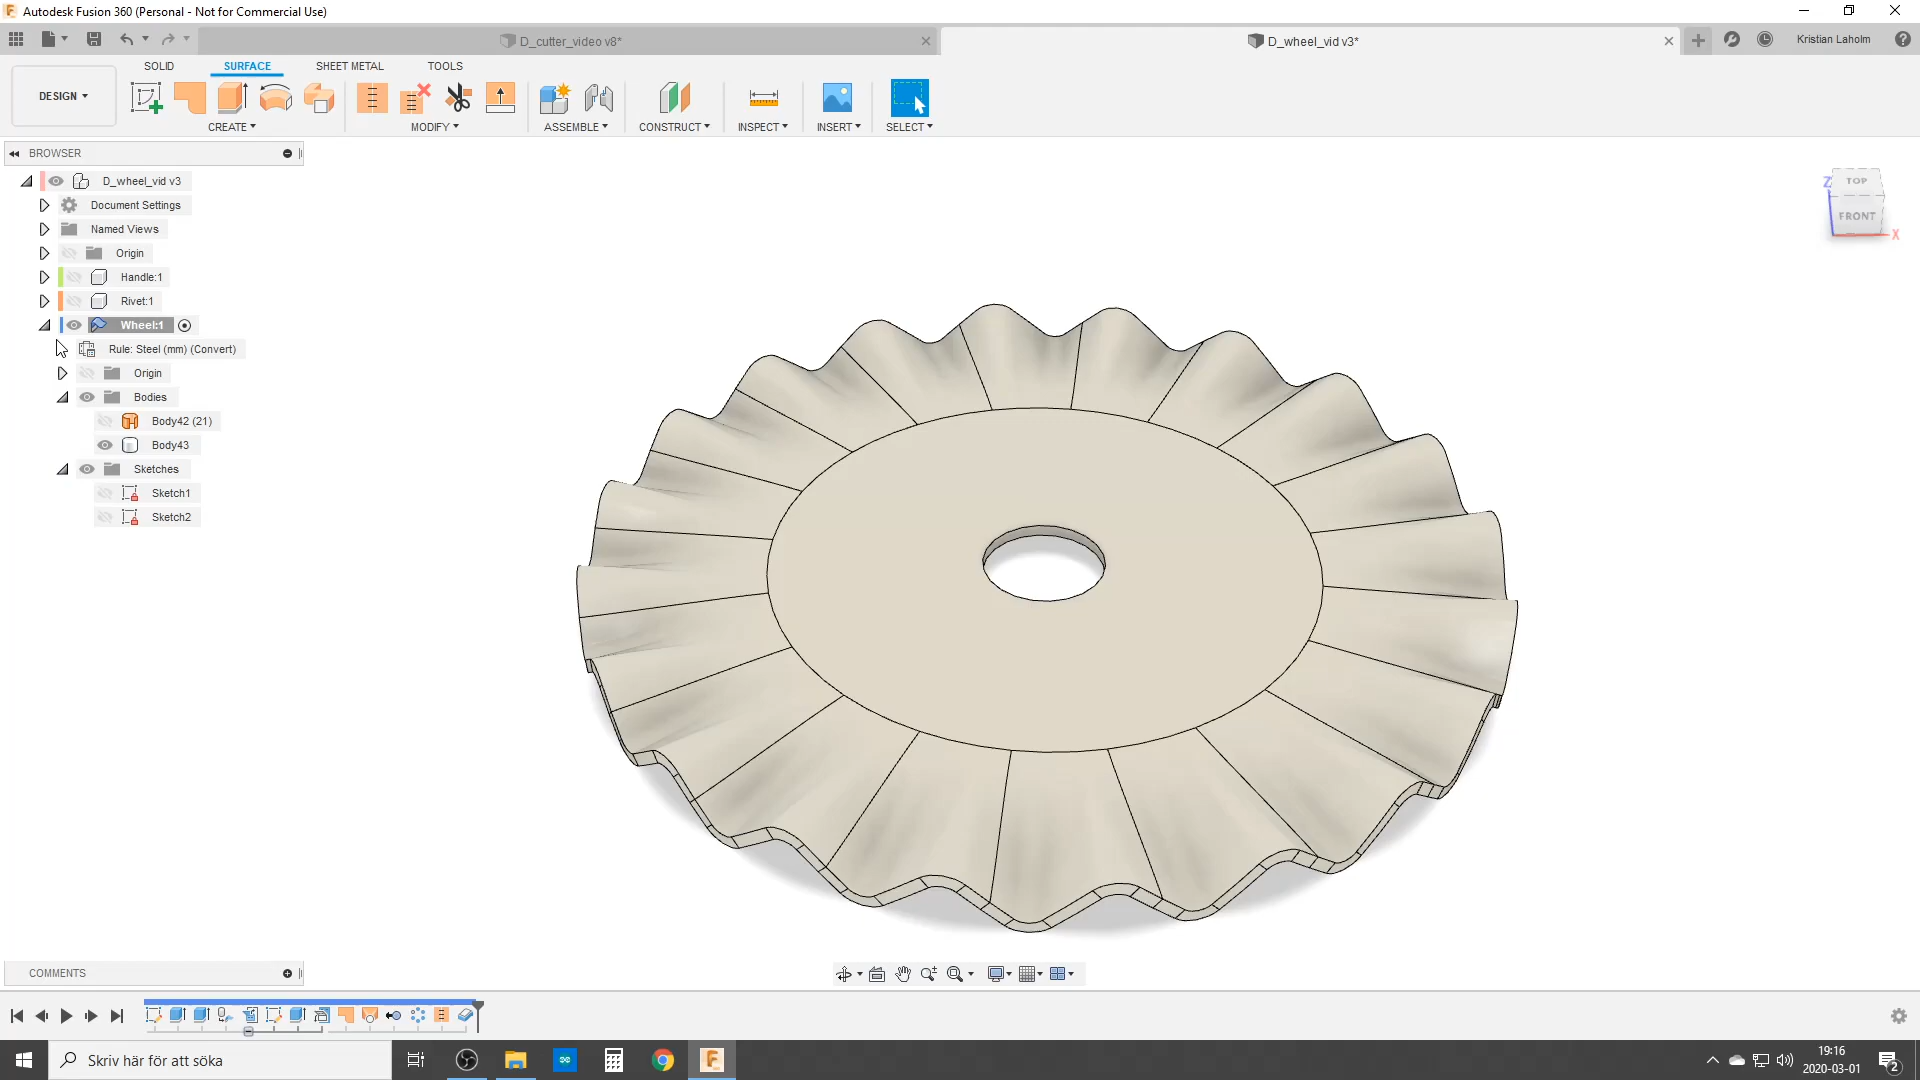 Autodesk Fusion 360 (Personal - Not for Commercial Use)
D_cutter_video v8*
D_wheel_vid v3*
Kristian Laholm
SOLID
SURFACE
SHEET METAL
TOOLS
DESIGN
CREATE
MODIFY
ASSEMBLE
CONSTRUCT
INSPECT
INSERT
SELECT
BROWSER
D_wheel_vid v3
Document Settings
Named Views
Origin
Handle:1
Rivet:1
Wheel:1
Rule: Steel (mm) (Convert)
Origin
Bodies
Body42 (21)
Body43
Sketches
Sketch1
Sketch2
Z
TOP
FRONT
X
COMMENTS
Skriv här för att söka
19:16
2020-03-01
2